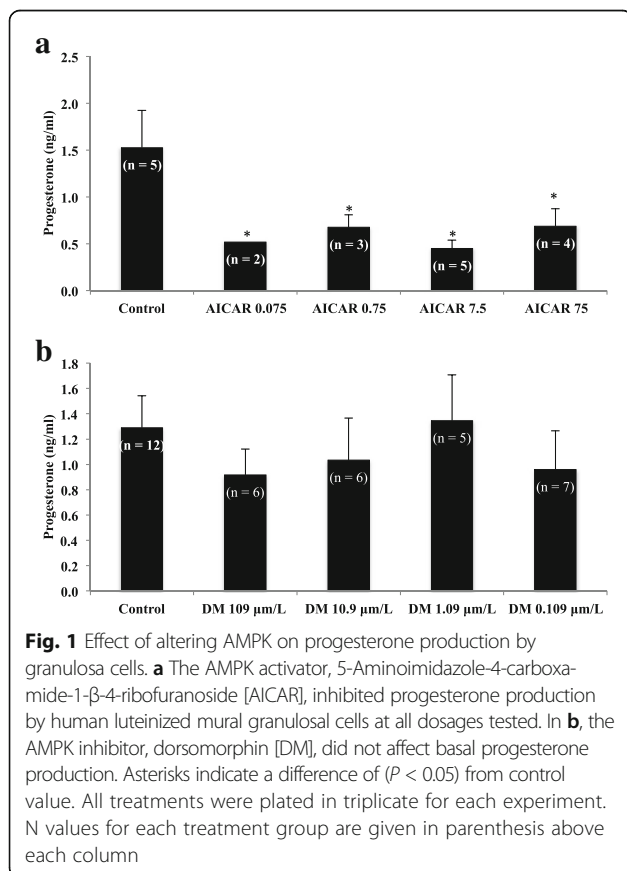 a
2.5
2.0
1.5
1.0
0.5
0.0
Progesterone (ng/ml)
(n = 5)
*
(n = 2)
*
(n = 3)
*
(n = 5)
*
(n = 4)
Control AICAR 0.075 AICAR 0.75 AICAR 7.5 AICAR 75
b
1.8
1.6
1.4
1.2
1.0
0.8
0.6
0.4
0.2
0.0
Progesterone (ng/ml)
(n = 12)
(n = 6)
(n = 6)
(n = 5)
(n = 7)
Control DM 109 µm/L DM 10.9 µm/L DM 1.09 µm/L DM 0.109 µm/L
Fig. 1 Effect of altering AMPK on progesterone production by
granulosa cells. a The AMPK activator, 5-Aminoimidazole-4-carboxa-
mide-1-β-4-ribofuranoside [AICAR], inhibited progesterone production
by human luteinized mural granulosal cells at all dosages tested. In b, the
AMPK inhibitor, dorsomorphin [DM], did not affect basal progesterone
production. Asterisks indicate a difference of (P < 0.05) from control
value. All treatments were plated in triplicate for each experiment.
N values for each treatment group are given in parenthesis above
each column